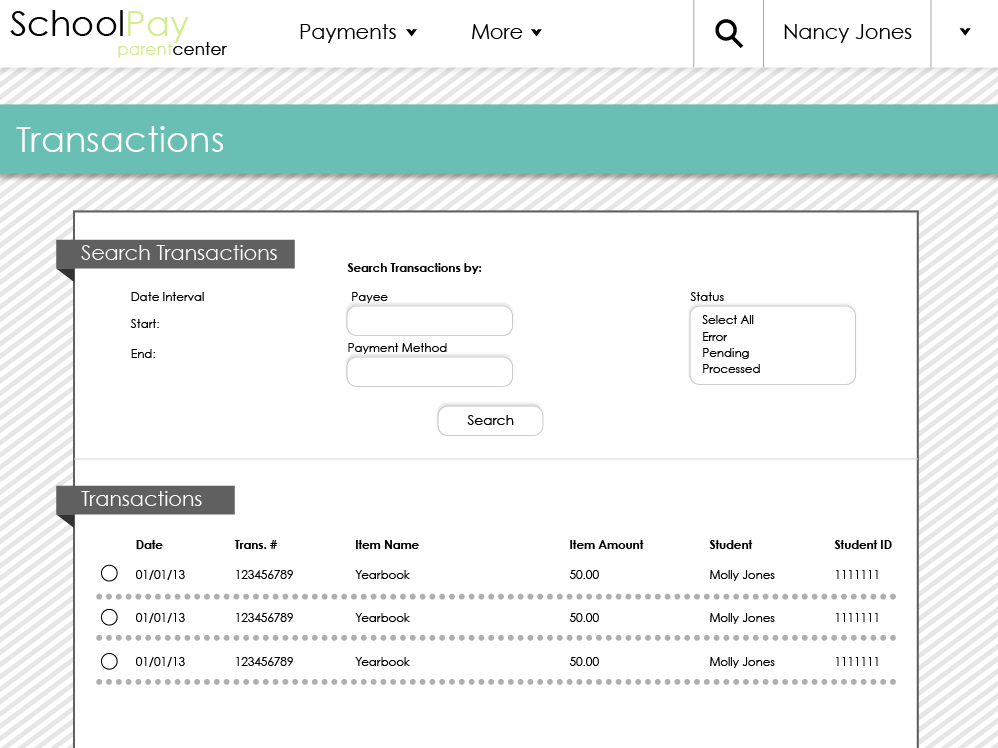 SchoolPay
parentcenter
Payments
More
Nancy Jones
Transactions
Search Transactions
Search Transactions by:
Date Interval
Payee
Status
Start:
End:
Payment Method
Select All
Error
Pending
Processed
Search
Transactions
Date Trans. # Item Name Item Amount Student Student ID
01/01/13 123456789 Yearbook 50.00 Molly Jones 1111111
01/01/13 123456789 Yearbook 50.00 Molly Jones 1111111
01/01/13 123456789 Yearbook 50.00 Molly Jones 1111111